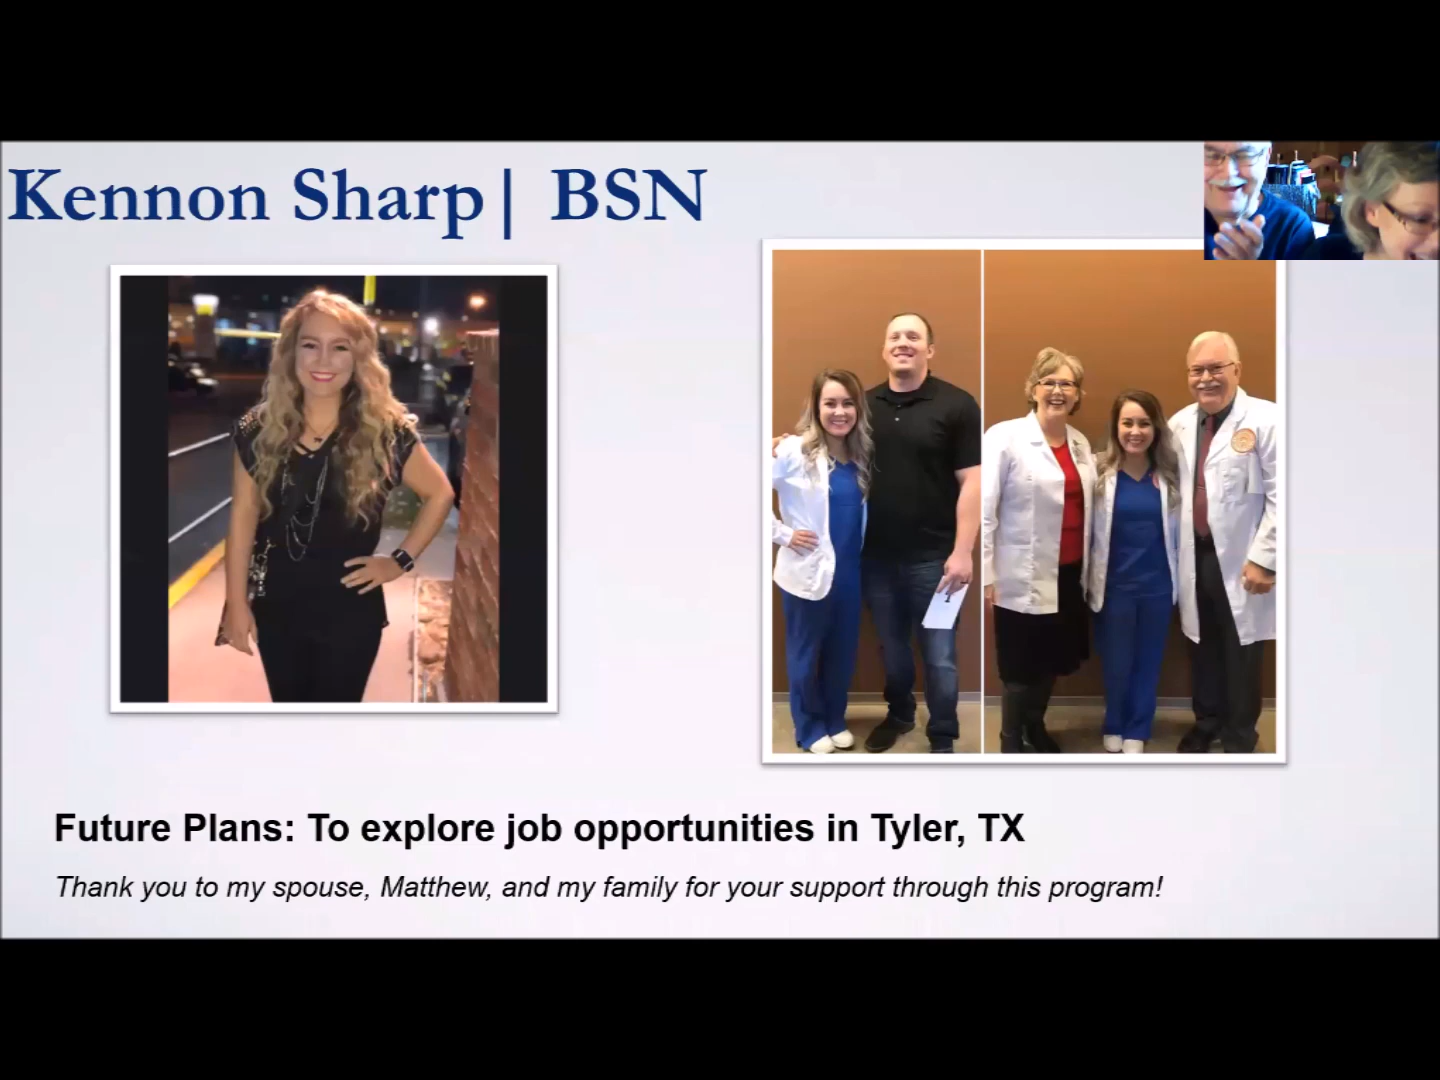 Kennon Sharp| BSN
Future Plans: To explore job opportunities in Tyler, TX
Thank you to my spouse, Matthew, and my family for your support through this program!